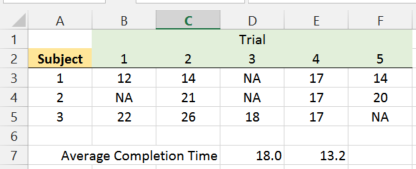 A B C D E F
1 Trial
2 Subject 1 2 3 4 5
3 1 12 14 NA 17 14
4 2 NA 21 NA 17 20
5 3 22 26 18 17 NA
6
7 Average Completion Time 18.0 13.2